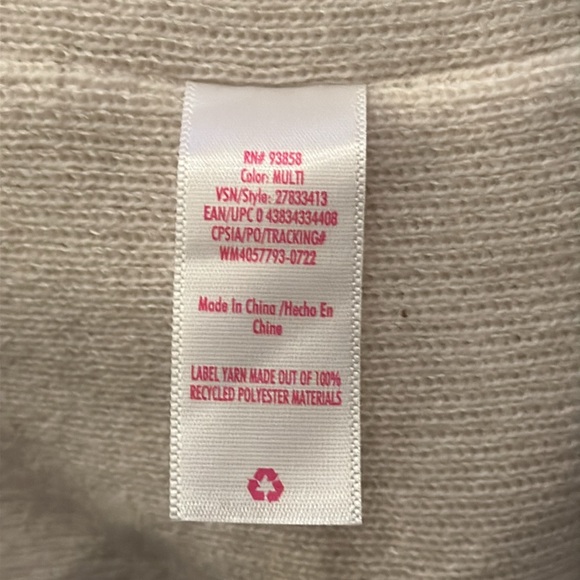 RN# 93858
Color: MULTI
VSN/Style: 27833413
EAN/UPC 0 43834334408
CPSIA/PO/TRACKING#
WM4057793-0722
Made In China /Hecho En
Chine
LABEL YARN MADE OUT OF 100%
RECYCLED POLYESTER MATERIALS